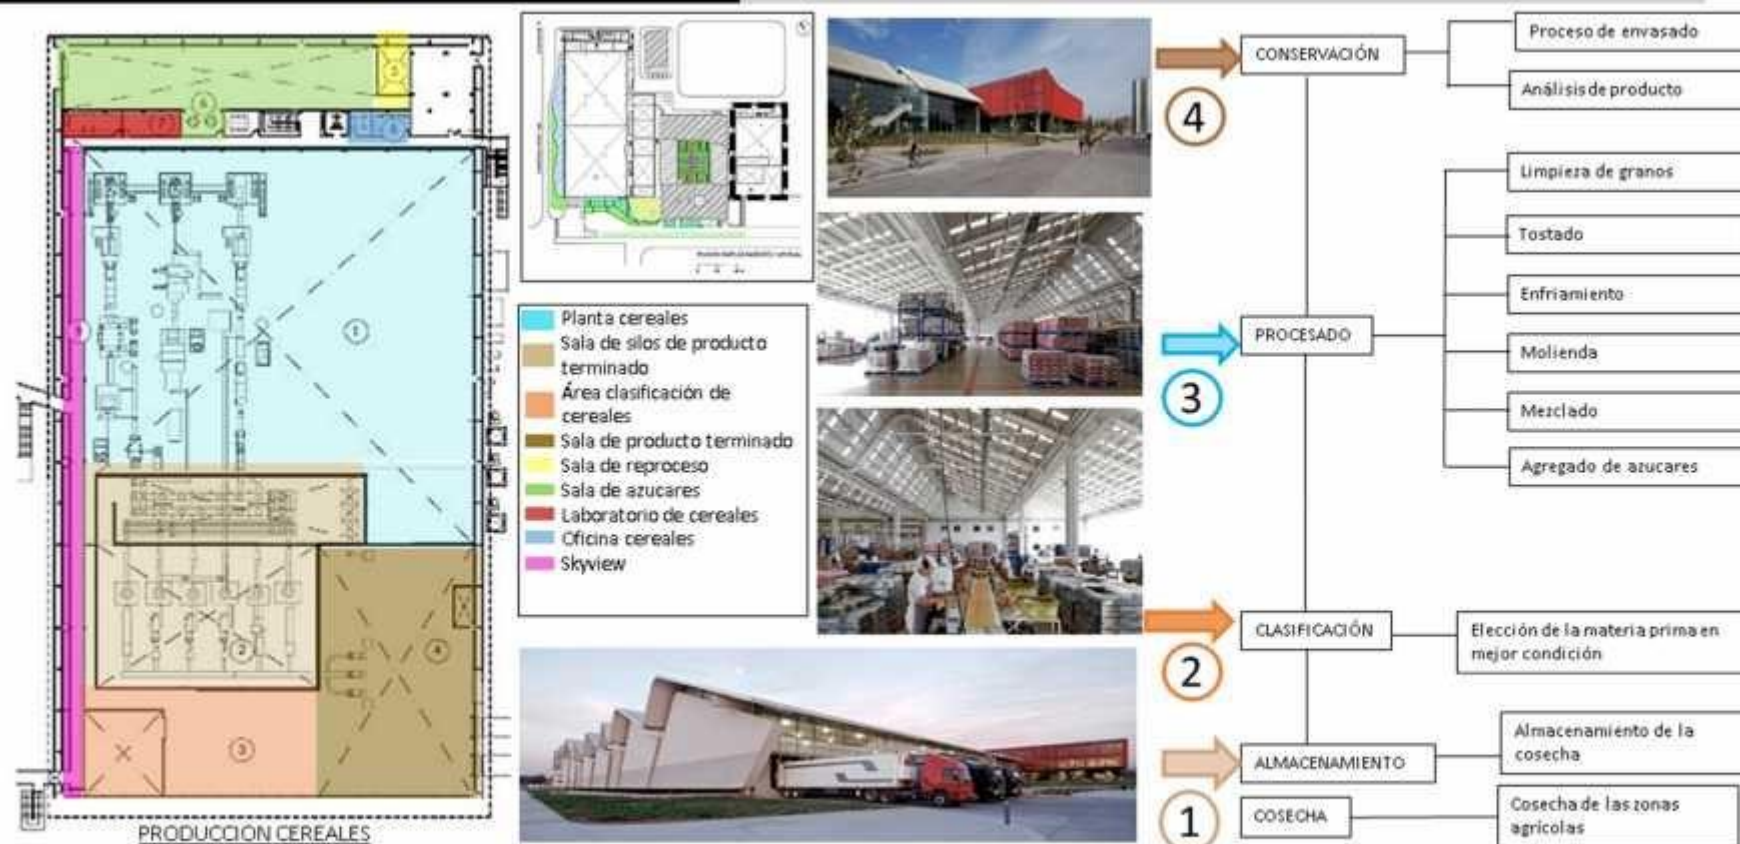 PRODUCCIÓN CEREALES
Planta cereales
Sala de silos de producto
terminado
Área clasificación de
cereales
Sala de producto terminado
Sala de reproceso
Sala de azucares
Laboratorio de cereales
Oficina cereales
Skyview
4
CONSERVACIÓN
Proceso de envasado
Análisis de producto
3
PROCESADO
Limpieza de granos
Tostado
Enfriamiento
Molienda
Mezclado
Agregado de azucares
2
CLASIFICACIÓN
Elección de la materia prima en
mejor condición
1
ALMACENAMIENTO
Almacenamiento de la
cosecha
COSECHA
Cosecha de las zonas
agrícolas